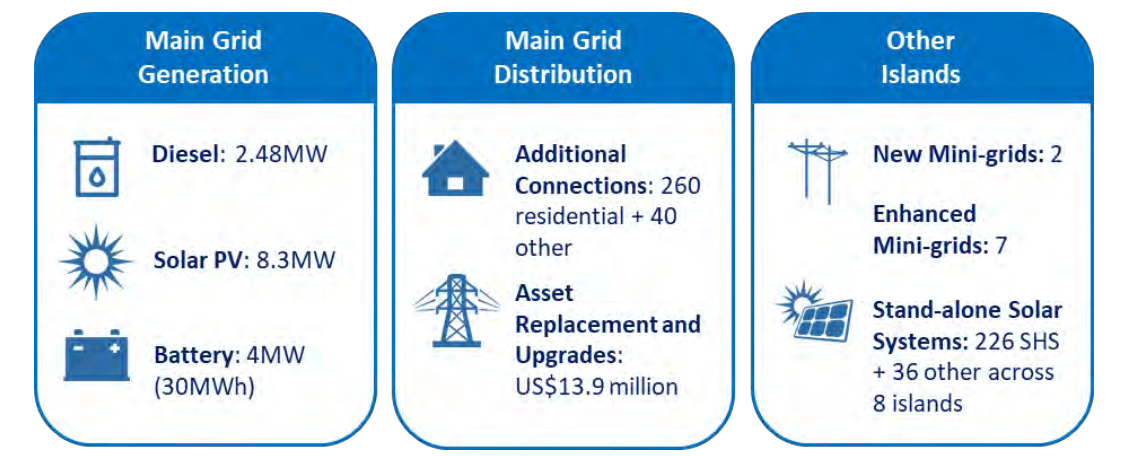 Main Grid
Generation
Diesel: 2.48MW
Solar PV: 8.3MW
Battery: 4MW
(30MWh)
Main Grid
Distribution
Additional
Connections: 260
residential + 40
other
Asset
Replacement and
Upgrades:
US$13.9 million
Other
Islands
New Mini-grids: 2
Enhanced
Mini-grids: 7
Stand-alone Solar
Systems: 226 SHS
+ 36 other across
8 islands